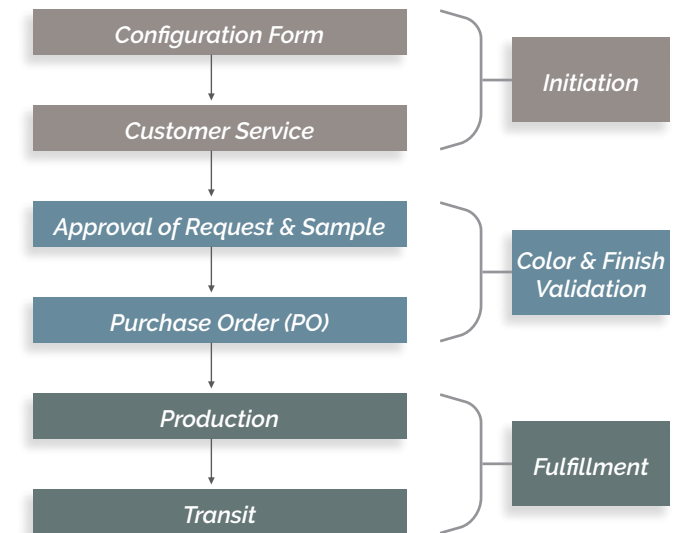 Configuration Form
Customer Service
Initiation
Approval of Request & Sample
Purchase Order (PO)
Color & Finish
Validation
Production
Transit
Fulfillment